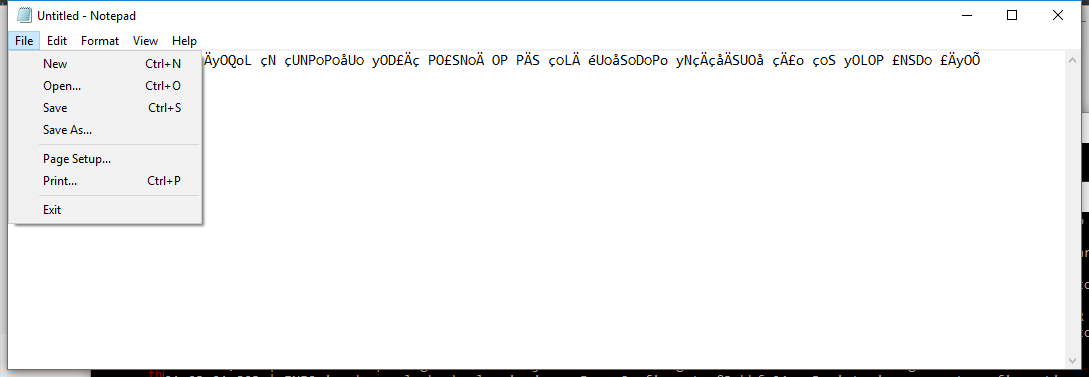 Untitled - Notepad
File Edit Format View Help
New Ctrl+N
ÄyOQoL çN çUNPoPoåUo yOD£Äç PO£SNoÄ OP PÄS çoLÄ éUoåSoDoPo yNçÄçåÄSUOå çÄ£o çoS yOLOP £NSDo £ÄyOÕ
Open... Ctrl+O
Save Ctrl+S
Save As...
Page Setup...
Print... Ctrl+P
Exit